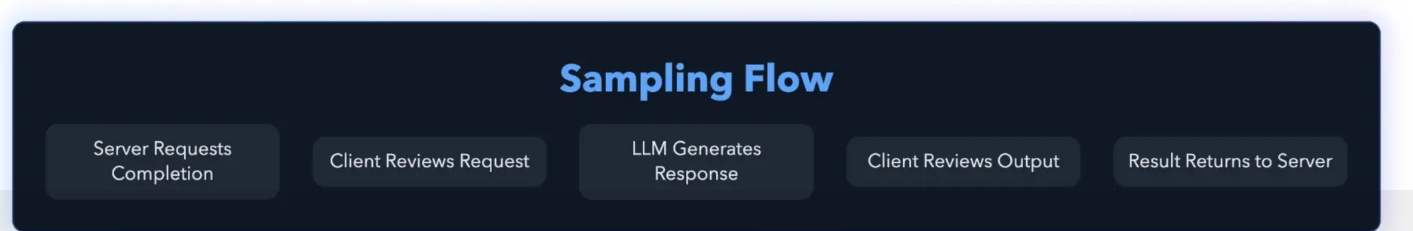 Sampling Flow
Server Requests
Completion
Client Reviews Request
LLM Generates
Response
Client Reviews Output
Result Returns to Server